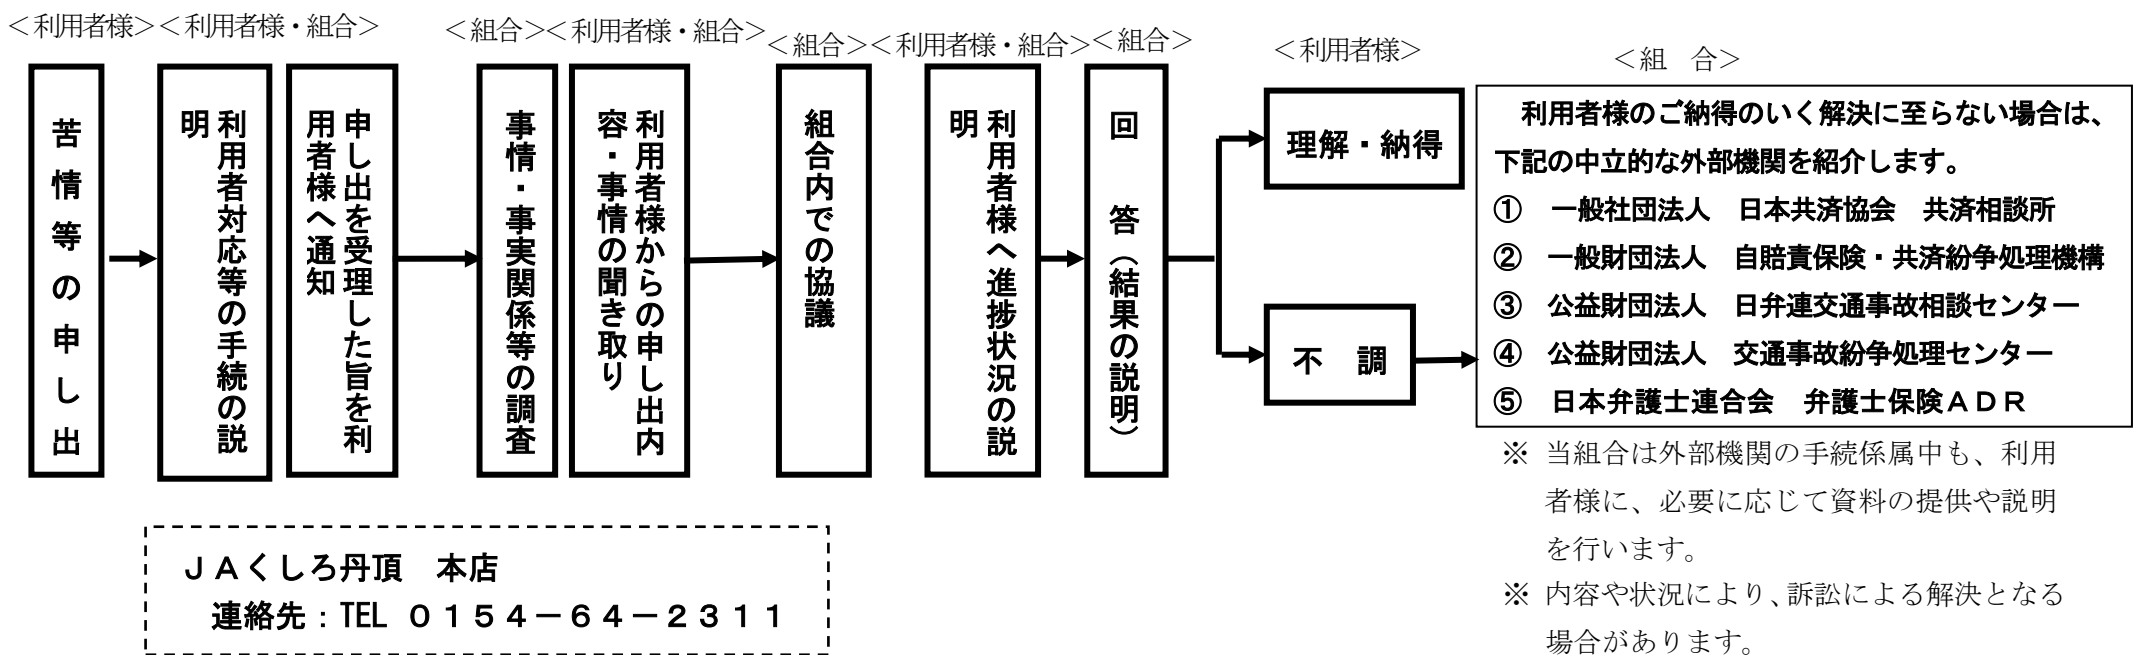 ＜利用者様＞
＜利用者様・組合＞
＜組合＞
＜利用者様・組合＞
＜組合＞
＜利用者様・組合＞
＜組合＞
＜利用者様＞
＜組　合＞
苦情等の申し出
利用者対応等の手続の説
明
申し出を受理した旨を利
用者様へ通知
事情・事実関係等の調査
利用者様からの申し出内
容・事情の聞き取り
組合内での協議
利用者様へ進捗状況の説
明
回　答（結果の説明）
理解・納得
不　調
利用者様のご納得のいく解決に至らない場合は、
下記の中立的な外部機関を紹介します。
①　一般社団法人　日本共済協会　共済相談所
②　一般財団法人　自賠責保険・共済紛争処理機構
③　公益財団法人　日弁連交通事故相談センター
④　公益財団法人　交通事故紛争処理センター
⑤　日本弁護士連合会　弁護士保険ＡＤＲ
※ 当組合は外部機関の手続係属中も、利用
者様に、必要に応じて資料の提供や説明
を行います。
※ 内容や状況により、訴訟による解決となる
場合があります。
ＪＡくしろ丹頂　本店
連絡先：TEL ０１５４－６４－２３１１